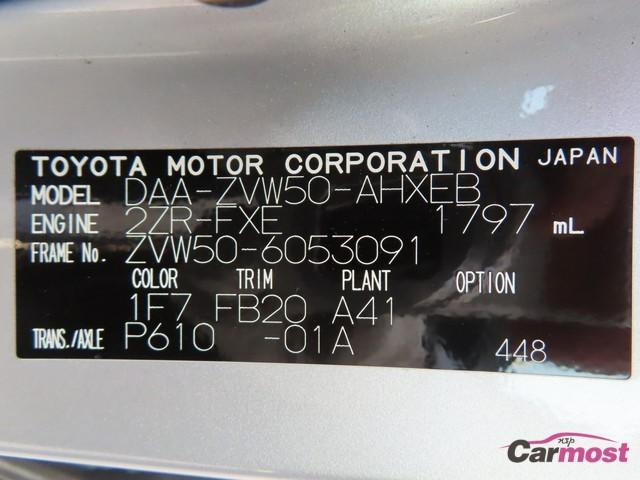 TOYOTA MOTOR CORPORATION JAPAN
MODEL DAA-ZVW50-AHXEB
ENGINE 2ZR-FXE 1797 mL
FRAME No. ZVW50-6053091
COLOR TRIM PLANT OPTION
1F7 FB20 A41
TRANS./AXLE P610 -01A
448
Carmost